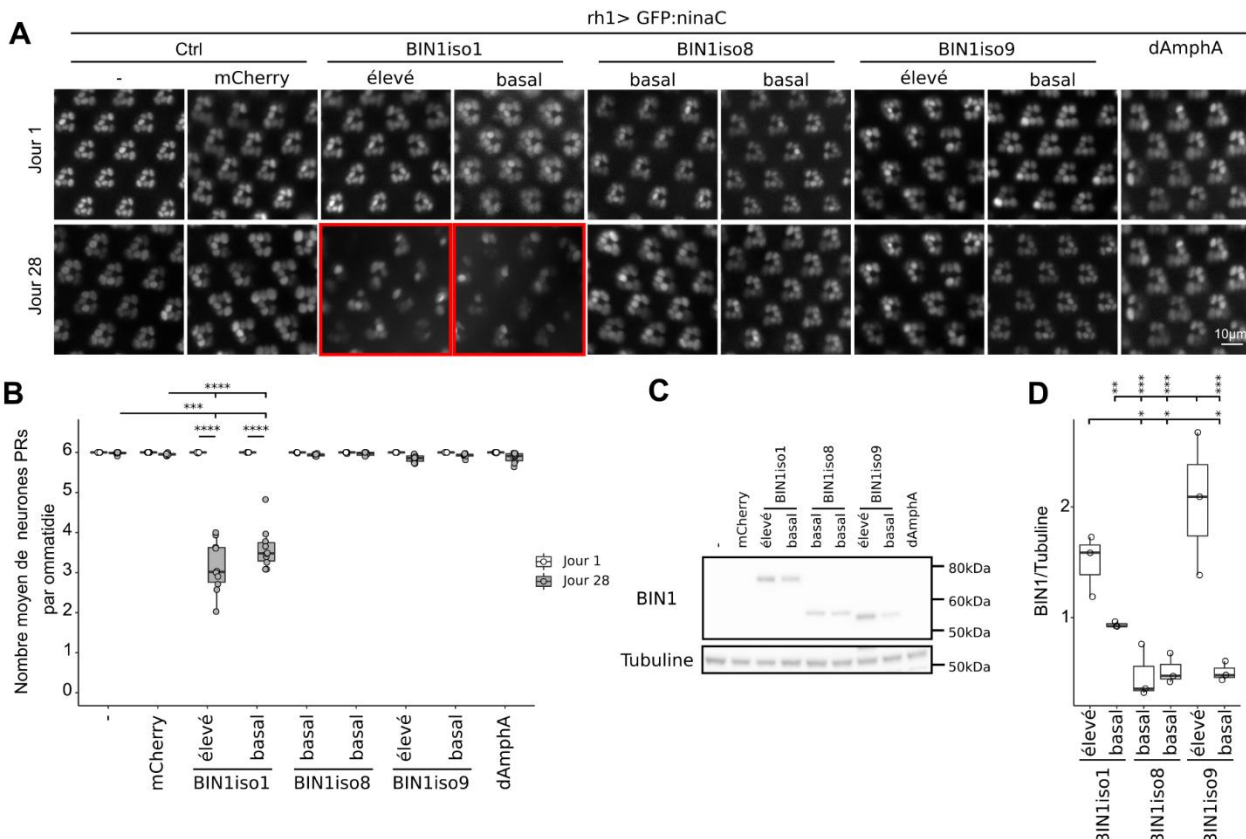 A
rh1> GFP:ninaC
Ctrl BIN1iso1 BIN1iso8 BIN1iso9 dAmphA
- mCherry élevé basal basal basal élevé basal
Jour 1
Jour 28
10µm
B
Nombre moyen de neurones PRs
par ommatidie
****
***
**** ****
6
5
4
3
2
1
0
Jour 1
Jour 28
- mCherry élevé basal basal basal élevé basal dAmphA
BIN1iso1 BIN1iso8 BIN1iso9
C
BIN1iso1 BIN1iso8 BIN1iso9
- mCherry élevé basal basal basal élevé basal dAmphA
BIN1
80kDa
60kDa
50kDa
Tubuline
50kDa
D
** *** *** ***
* * *
BIN1/Tubuline
2
1
élevé basal basal basal élevé basal
BIN1iso1 BIN1iso8 BIN1iso9